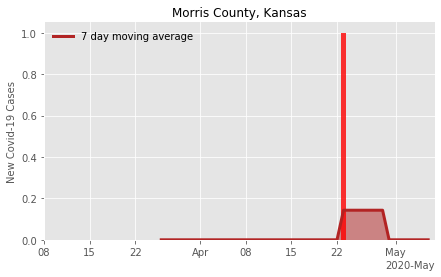 Morris County, Kansas
7 day moving average
New Covid-19 Cases
1.0
0.8
0.6
0.4
0.2
0.0
08 15 22 Apr 08 15 22 May
2020-May